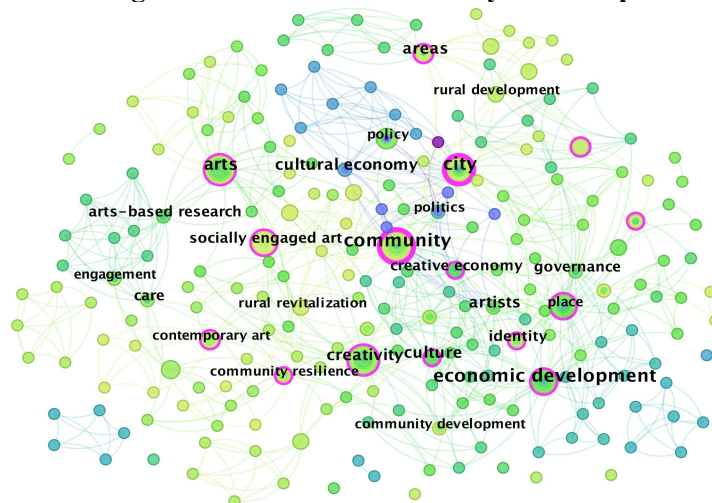 areas
rural development
policy
arts
cultural economy
city
arts-based research
politics
socially engaged art
community
engagement
creative economy
governance
care
rural revitalization
artists
place
contemporary art
identity
creativity
culture
community resilience
economic development
community development